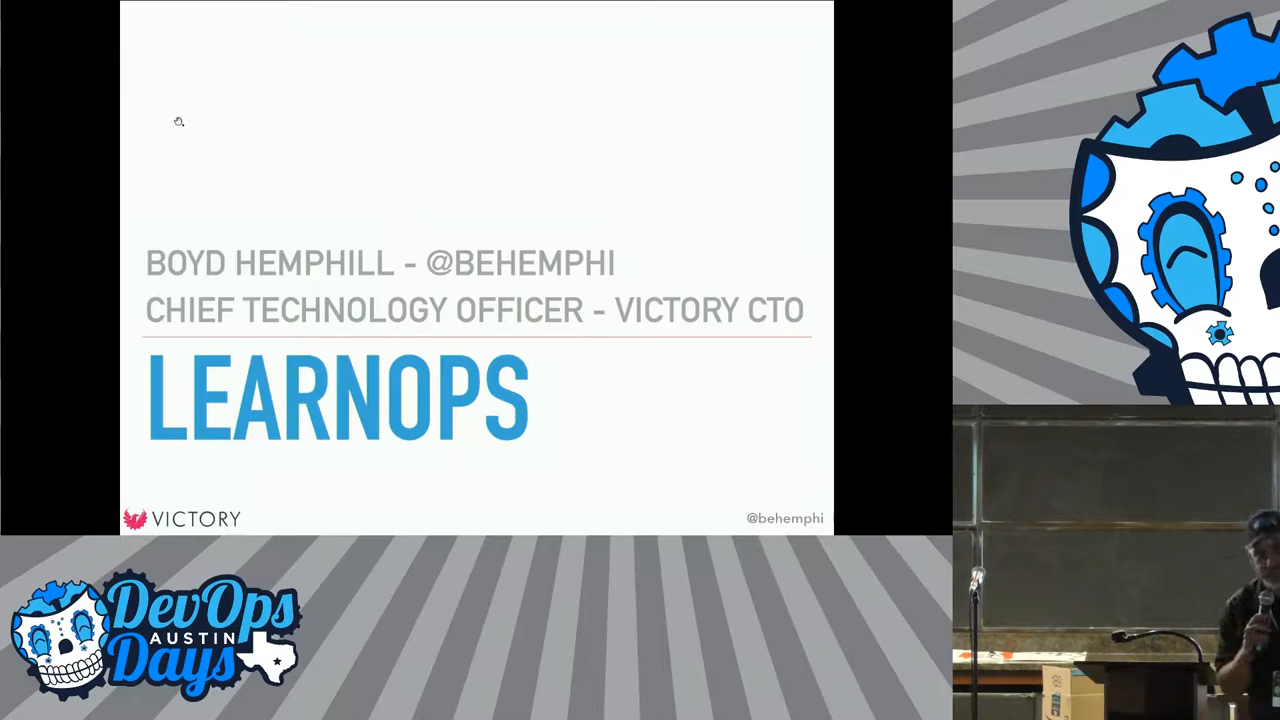 BOYD HEMPHILL - @BEHEMPHI
CHIEF TECHNOLOGY OFFICER - VICTORY CTO
LEARNOPS
VICTORY
@behemphi
DevOps
AUSTIN
Days